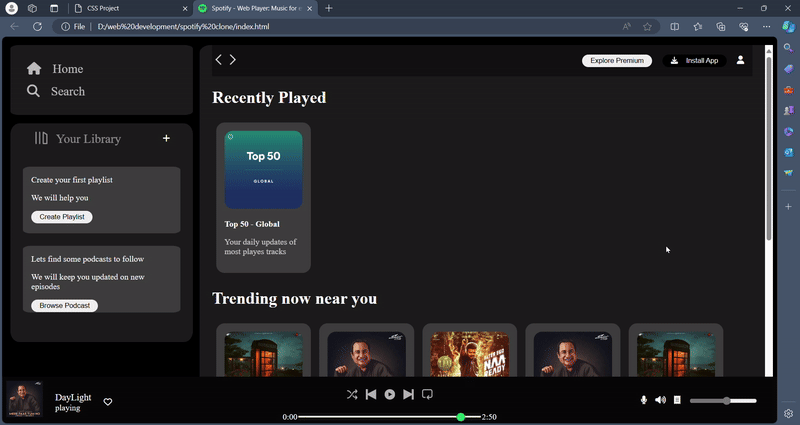 CSS Project
Spotify - Web Player: Music for e
File
D:/web%20development/spotify%20clone/index.html
Home
Search
Your Library
Create your first playlist
We will help you
Create Playlist
Lets find some podcasts to follow
We will keep you updated on new
episodes
Browse Podcast
Explore Premium
Install App
Recently Played
Top 50
GLOBAL
Top 50 - Global
Your daily updates of
most playes tracks
Trending now near you
NAA
READY
DayLight
playing
0:00
2:50